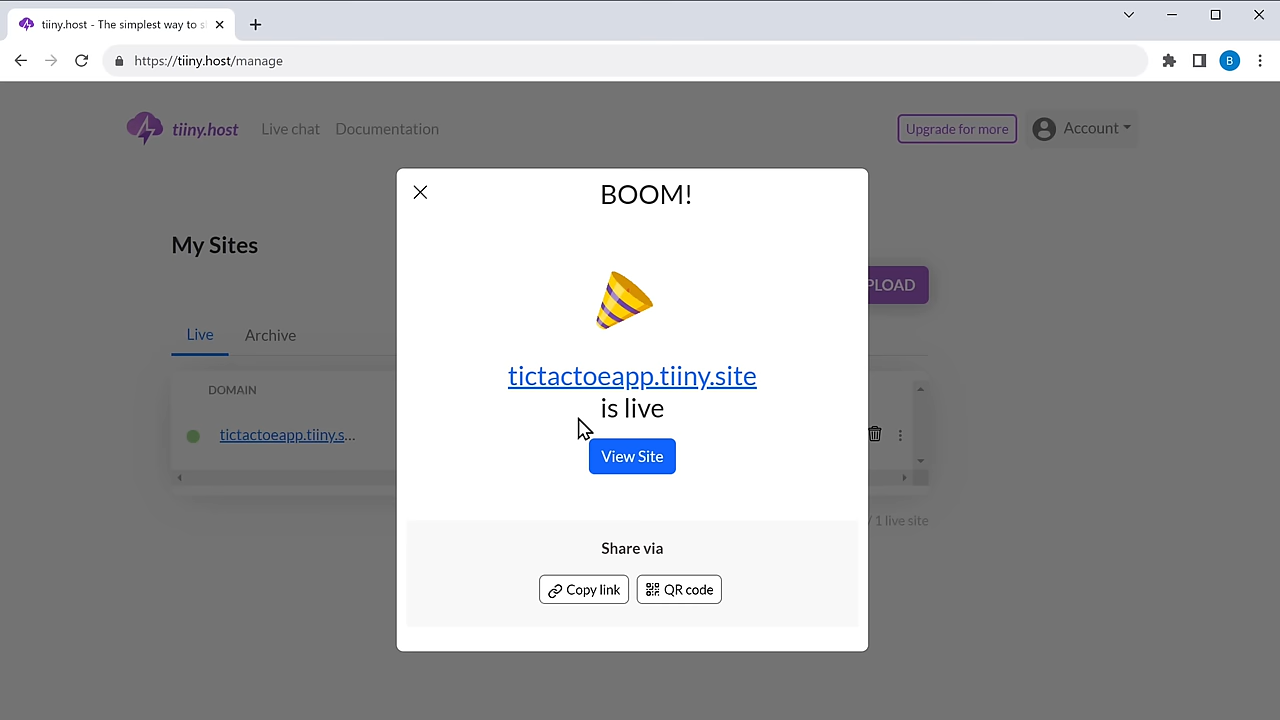 tiiny.host - The simplest way to s
https://tiiny.host/manage
B
tiiny.host
Live chat
Documentation
Upgrade for more
Account
BOOM!
My Sites
PLOAD
Live
Archive
tictactoeapp.tiiny.site
is live
DOMAIN
tictactoeapp.tiiny.s...
View Site
/ 1 live site
Share via
Copy link
QR code